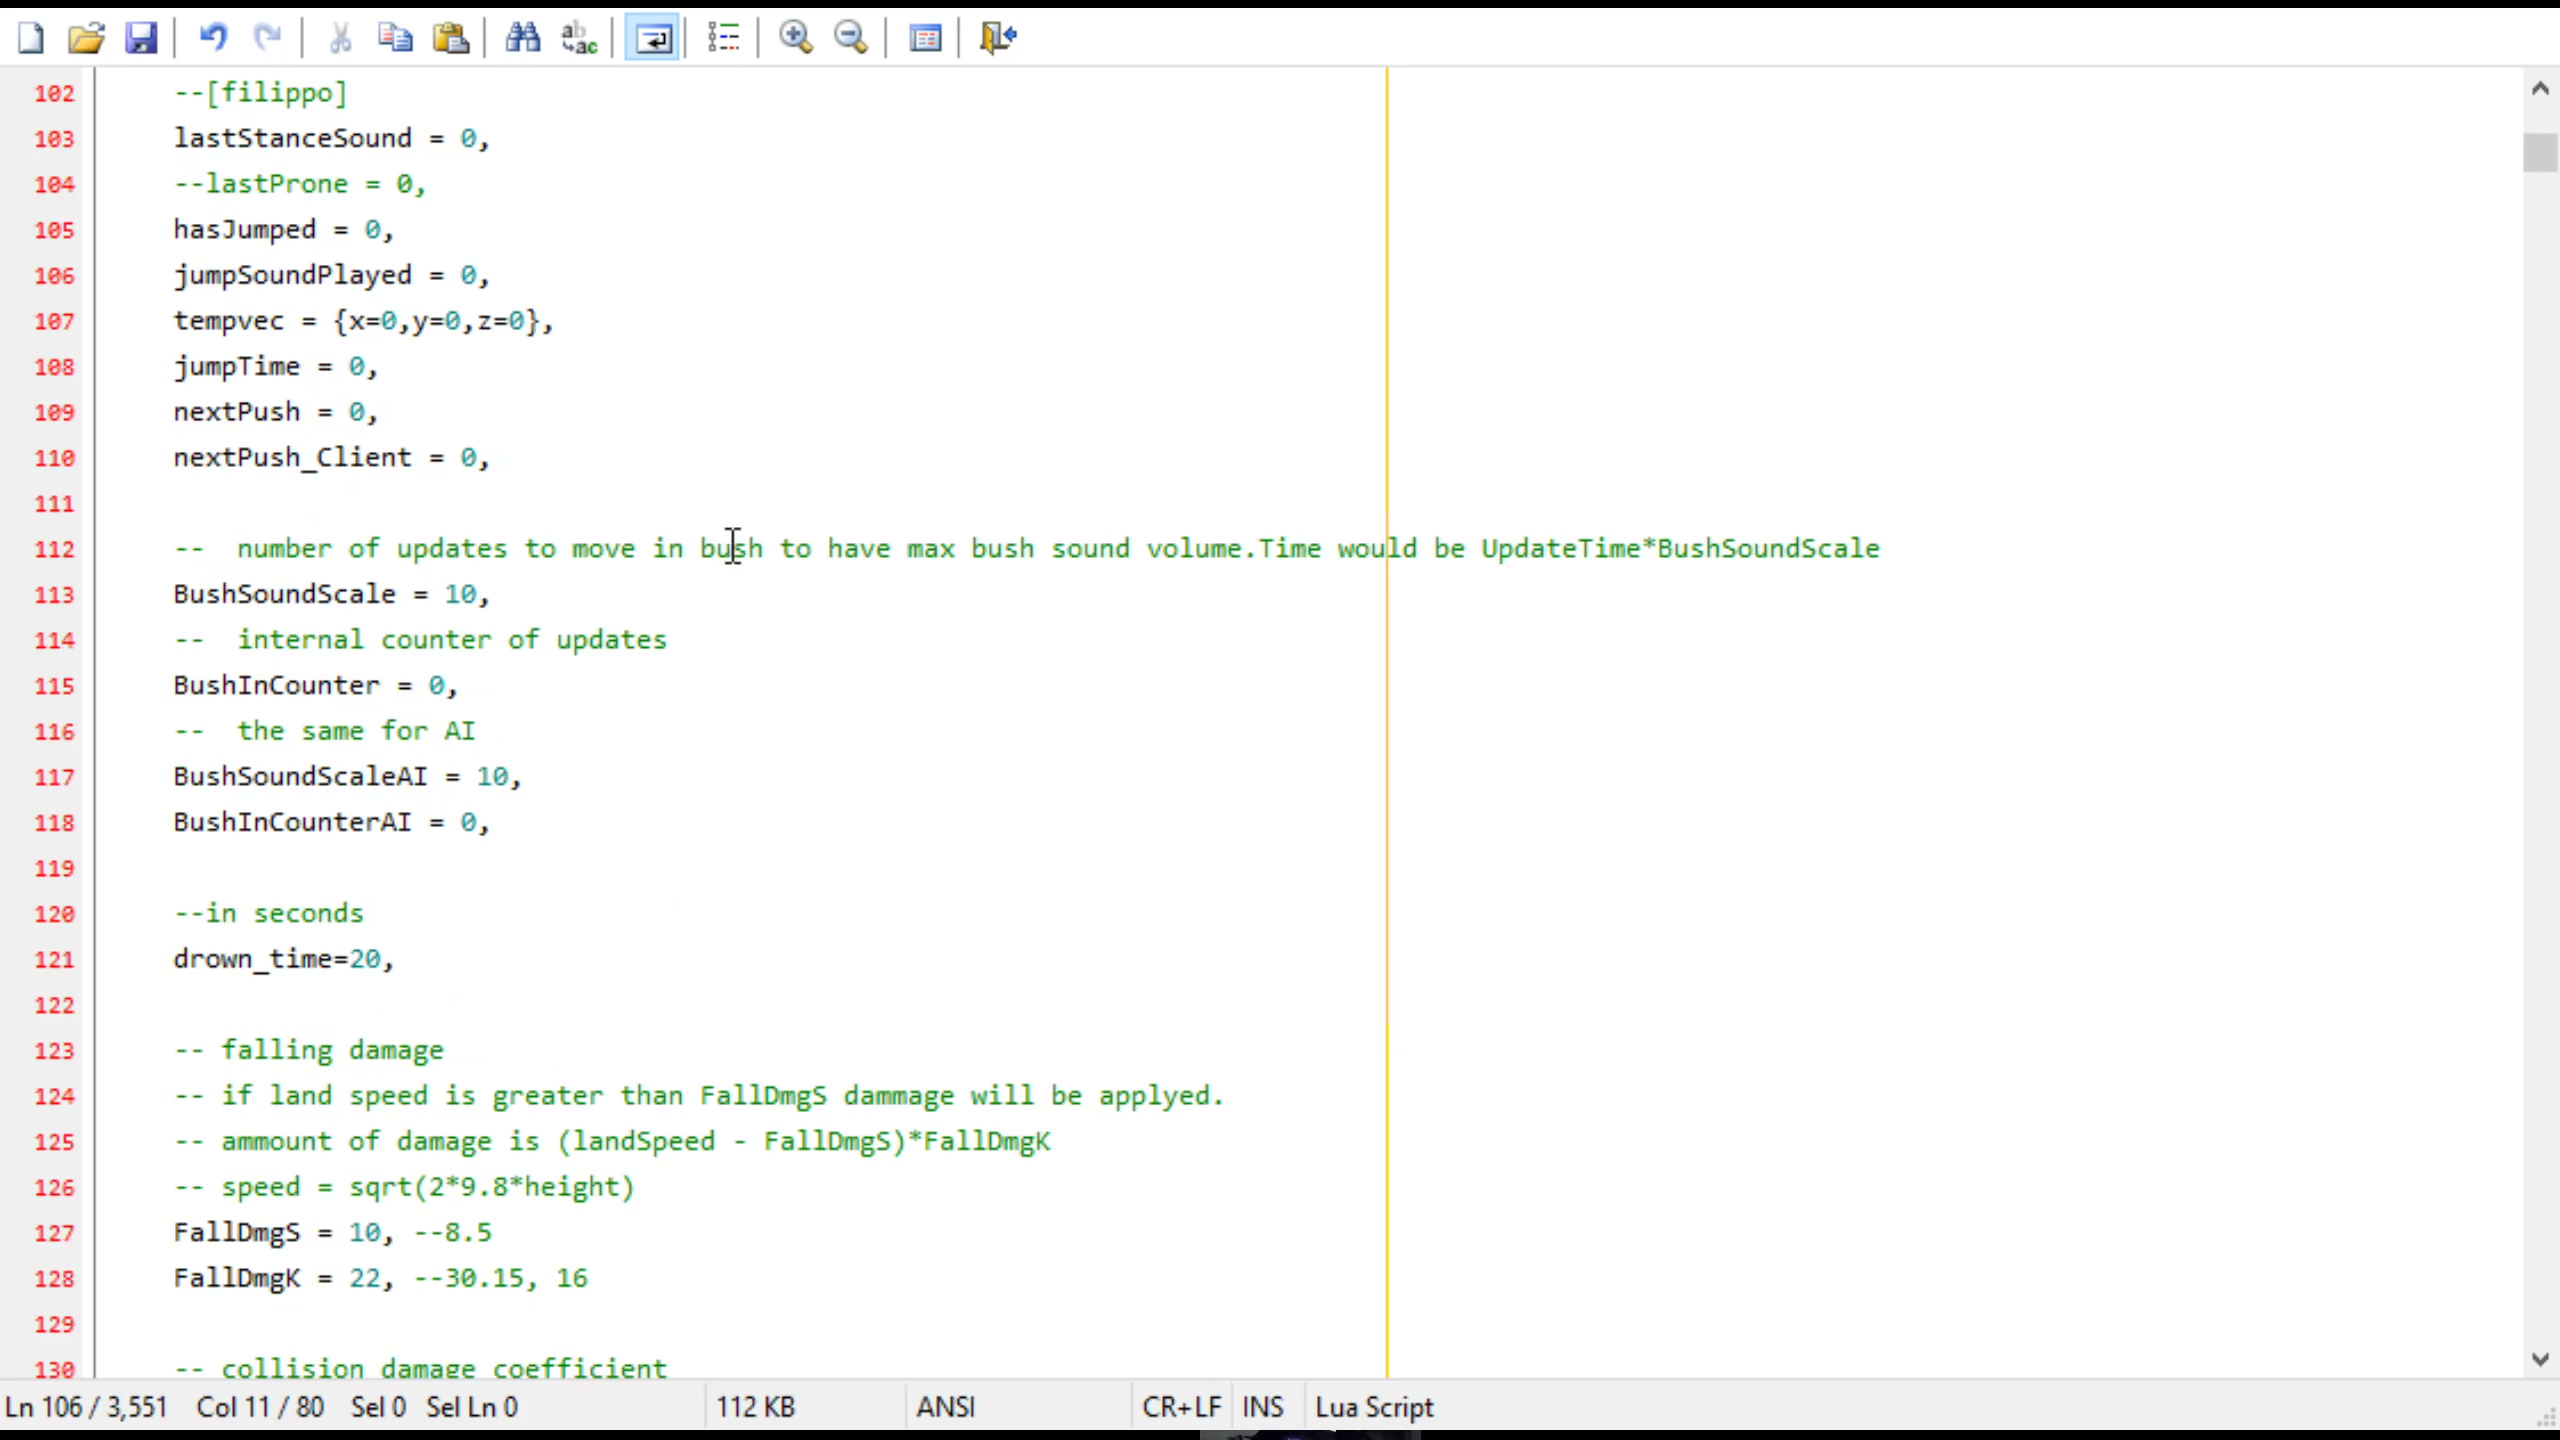 ab
ac
102 --[filippo]
103 lastStanceSound = 0,
104 --lastProne = 0,
105 hasJumped = 0,
106 jumpSoundPlayed = 0,
107 tempvec = {x=0,y=0,z=0},
108 jumpTime = 0,
109 nextPush = 0,
110 nextPush_Client = 0,
111
112 --  number of updates to move in bush to have max bush sound volume.Time would be UpdateTime*BushSoundScale
113 BushSoundScale = 10,
114 --  internal counter of updates
115 BushInCounter = 0,
116 --  the same for AI
117 BushSoundScaleAI = 10,
118 BushInCounterAI = 0,
119
120 --in seconds
121 drown_time=20,
122
123 -- falling damage
124 -- if land speed is greater than FallDmgS dammage will be applyed.
125 -- ammount of damage is (landSpeed - FallDmgS)*FallDmgK
126 -- speed = sqrt(2*9.8*height)
127 FallDmgS = 10, --8.5
128 FallDmgK = 22, --30.15, 16
129
130 -- collision damage coefficient
Ln 106 / 3,551 Col 11 / 80 Sel 0 Sel Ln 0 112 KB ANSI CR+LF INS Lua Script